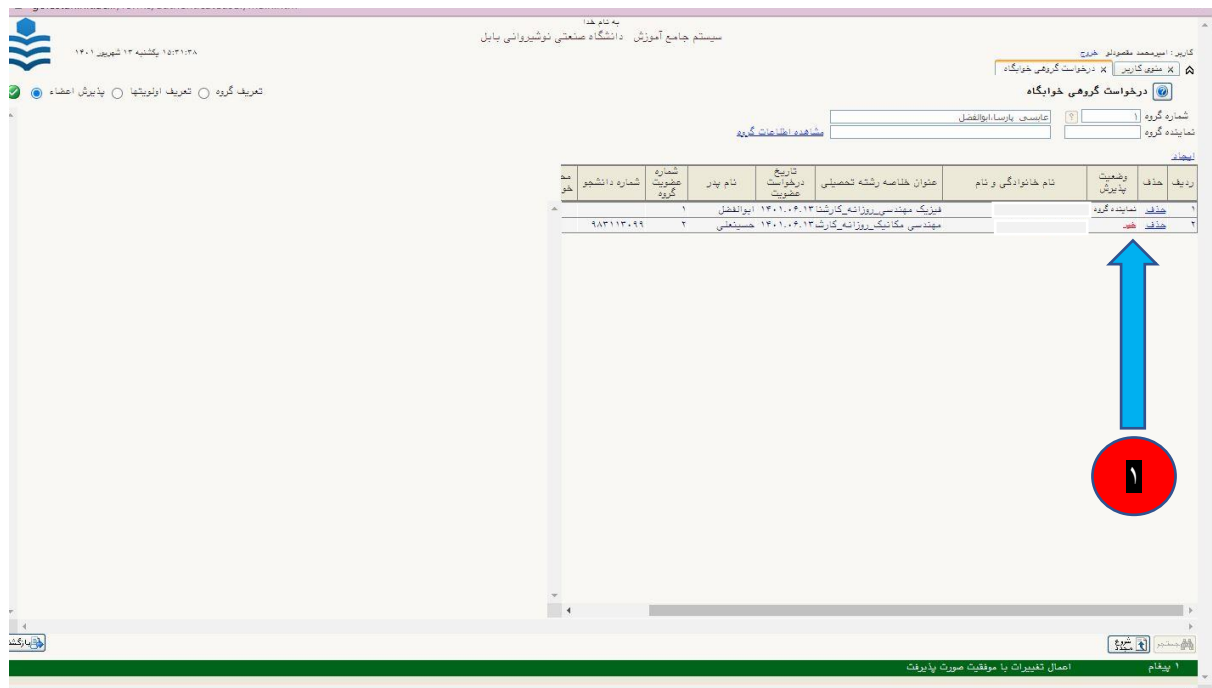 به نام خدا
سیستم جامع آموزش دانشگاه صنعتی نوشیروانی بابل
کاربر : امیرمحمد مقصودلو خروج
۱۵:۳۱:۳۸ یکشنبه ۱۳ شهریور ۱۴۰۱
x منوی کاربر x درخواست گروهی خوابگاه
درخواست گروهی خوابگاه
تعریف گروه تعریف اولویتها پذیرش اعضاء
شماره گروه ۱ ? عابسی پارسا،ابوالفضل
نماینده گروه مشاهده اطلاعات گروه
ایجاد
ردیف حذف وضعیت پذیرش نام خانوادگی و نام عنوان خلاصه رشته تحصیلی تاریخ درخواست عضویت نام پدر شماره عضویت گروه شماره دانشجو
۱ حذف نماینده گروه فیزیک مهندسی_روزانه_کارشنا ۱۴۰۱.۰۶.۱۳ ابوالفضل ۱
۲ حذف خیر مهندسی مکانیک_روزانه_کارشـ ۱۴۰۱.۰۶.۱۳ حسینعلی ۲ ۹۸۳۱۱۳۰۹۹
۱
جستجو شروع مجدد
۱ پیغام اعمال تغییرات با موفقیت صورت پذیرفت